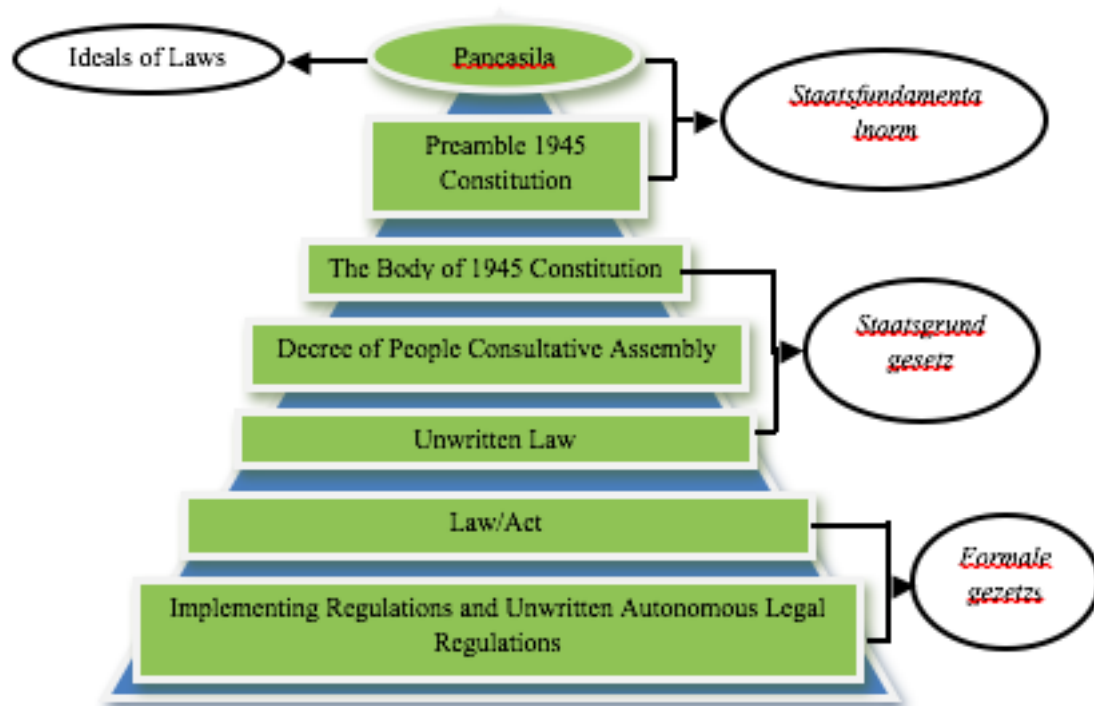 Ideals of Laws
Pancasila
Staatsfundamenta
lnorm
Preamble 1945
Constitution
The Body of 1945 Constitution
Staatsgrund
gesetz
Decree of People Consultative Assembly
Unwritten Law
Law/Act
Formale
gezetzs
Implementing Regulations and Unwritten Autonomous Legal
Regulations